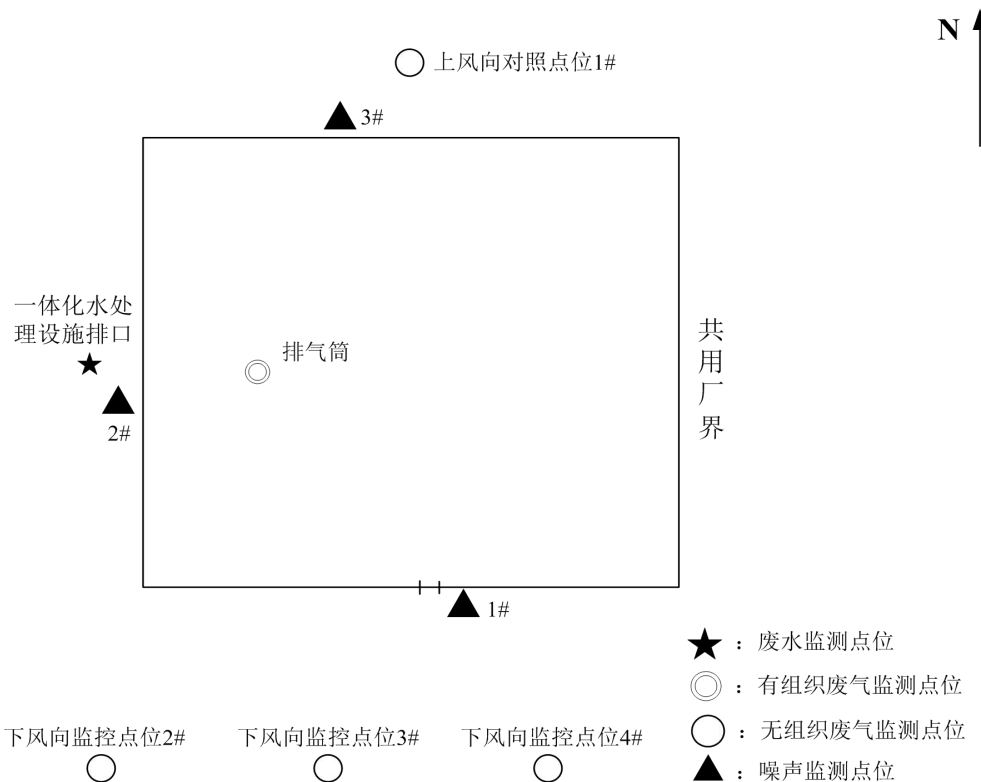 N
上风向对照点位1#
3#
一体化水处
理设施排口
排气筒
共用厂界
2#
1#
：废水监测点位
：有组织废气监测点位
：无组织废气监测点位
：噪声监测点位
下风向监控点位2#
下风向监控点位3#
下风向监控点位4#